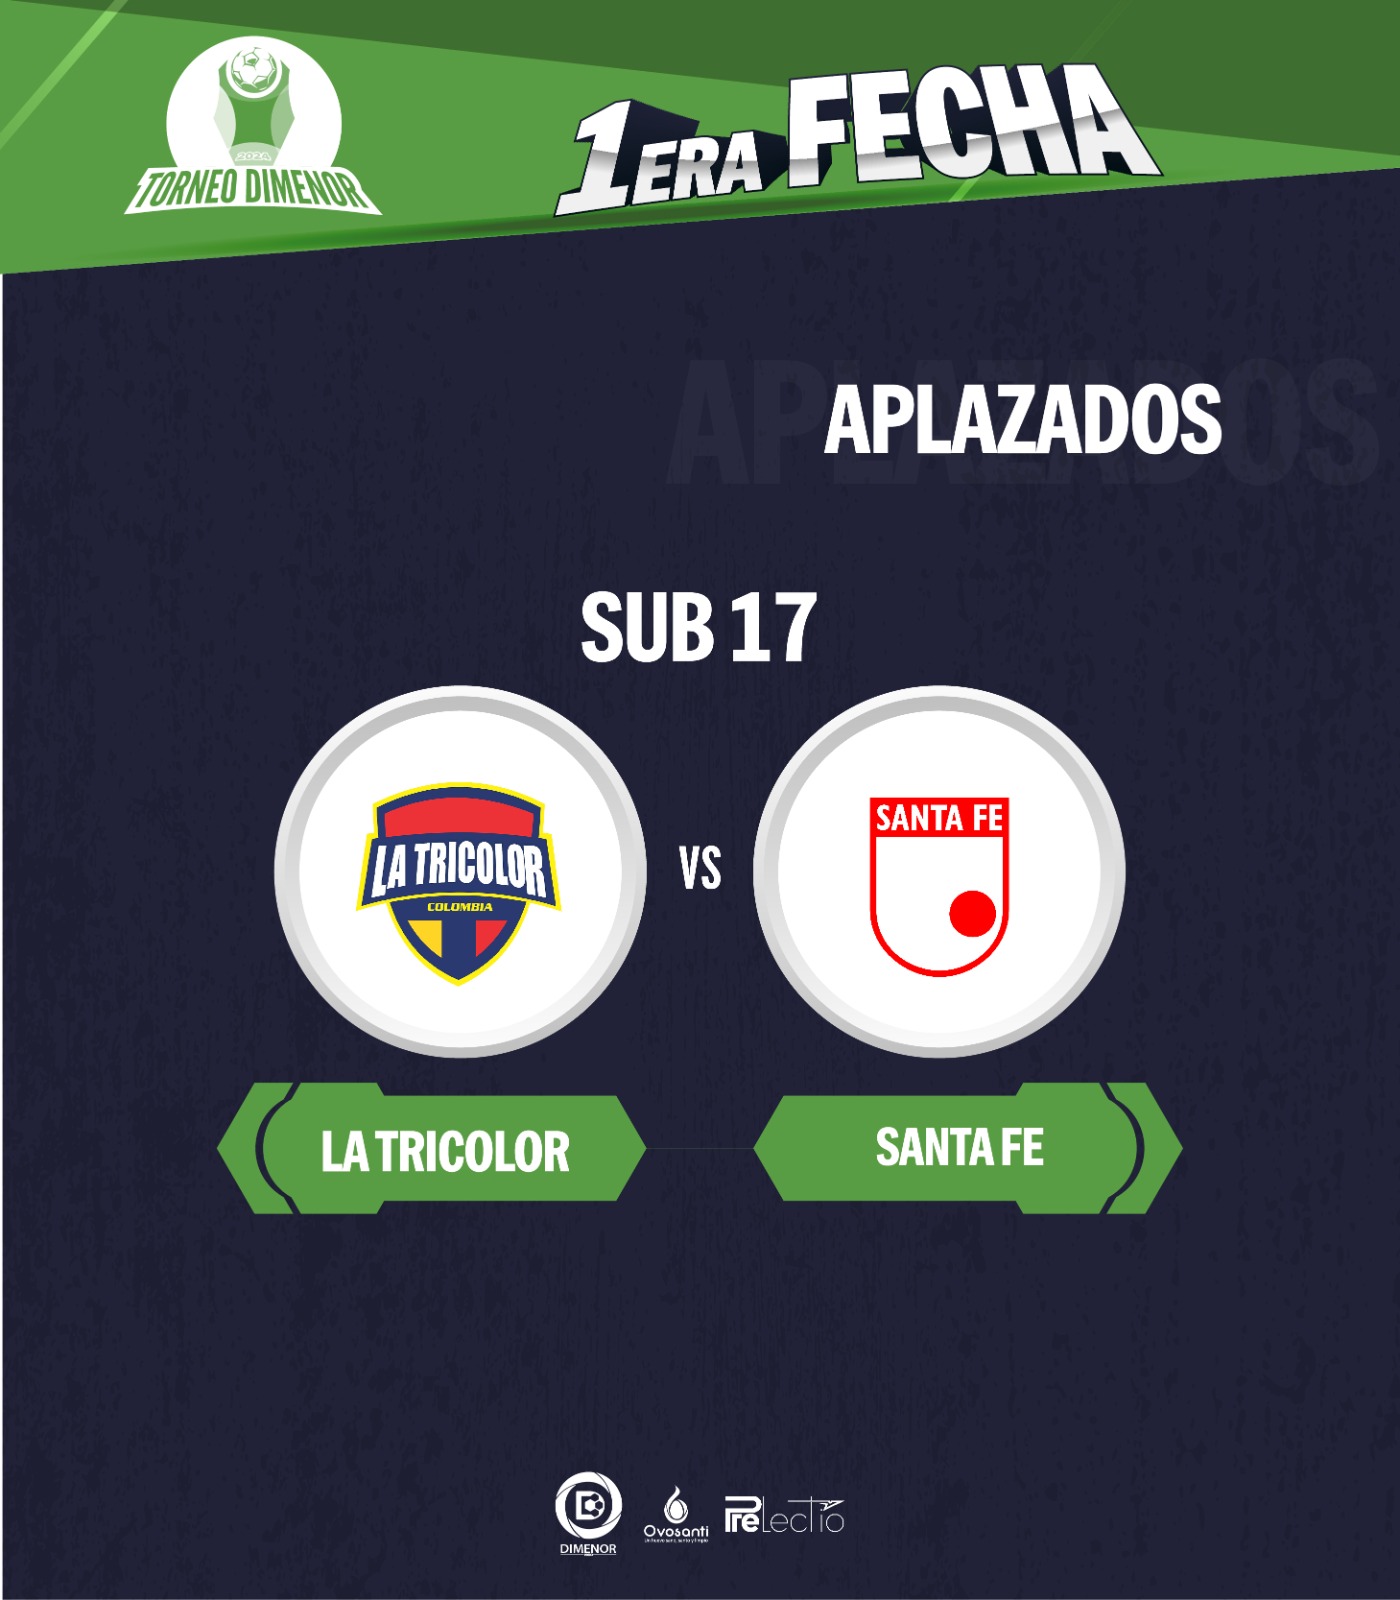 2024
TORNEO DIMENOR
1ERA FECHA
APLAZADOS
APLAZADOS
SUB 17
LA TRICOLOR
COLOMBIA
VS
SANTA FE
LA TRICOLOR
SANTA FE
DIMENOR
Ovosanti
Prelectio